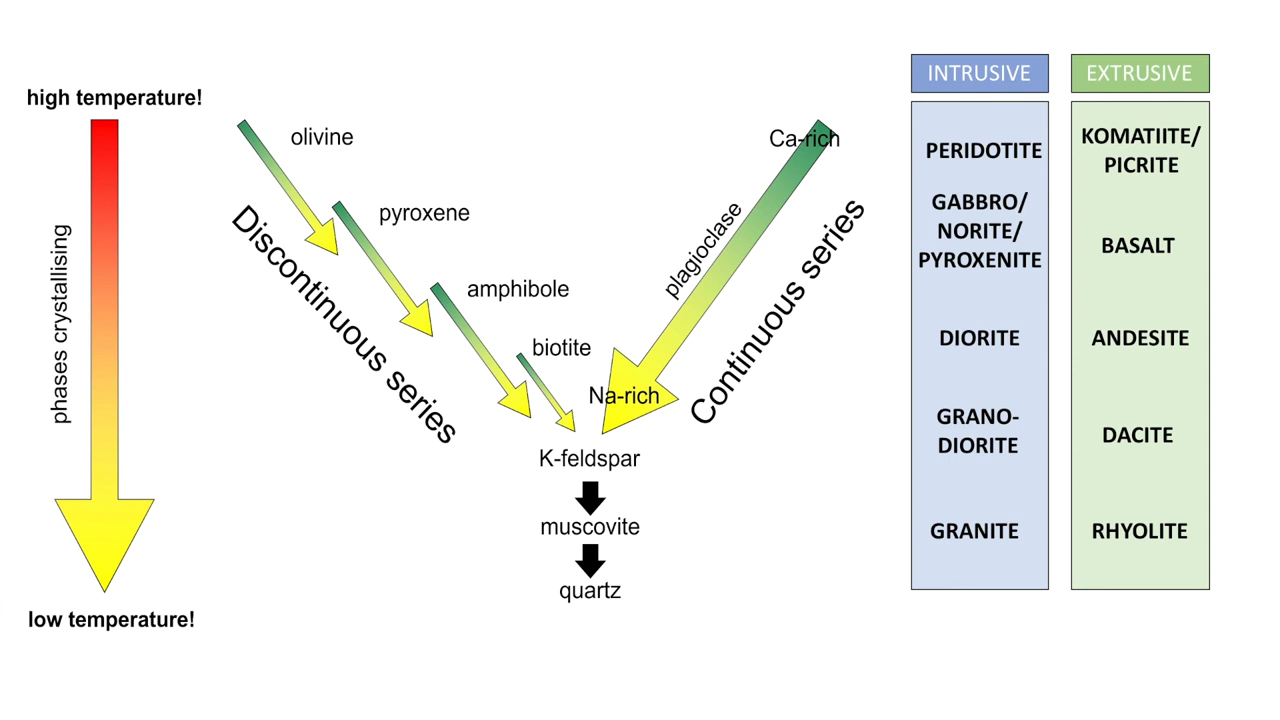 high temperature!
phases crystallising
low temperature!
olivine
pyroxene
amphibole
biotite
Discontinuous series
Ca-rich
plagioclase
Na-rich
Continuous series
K-feldspar
muscovite
quartz
INTRUSIVE
PERIDOTITE
GABBRO/
NORITE/
PYROXENITE
DIORITE
GRANO-
DIORITE
GRANITE
EXTRUSIVE
KOMATIITE/
PICRITE
BASALT
ANDESITE
DACITE
RHYOLITE